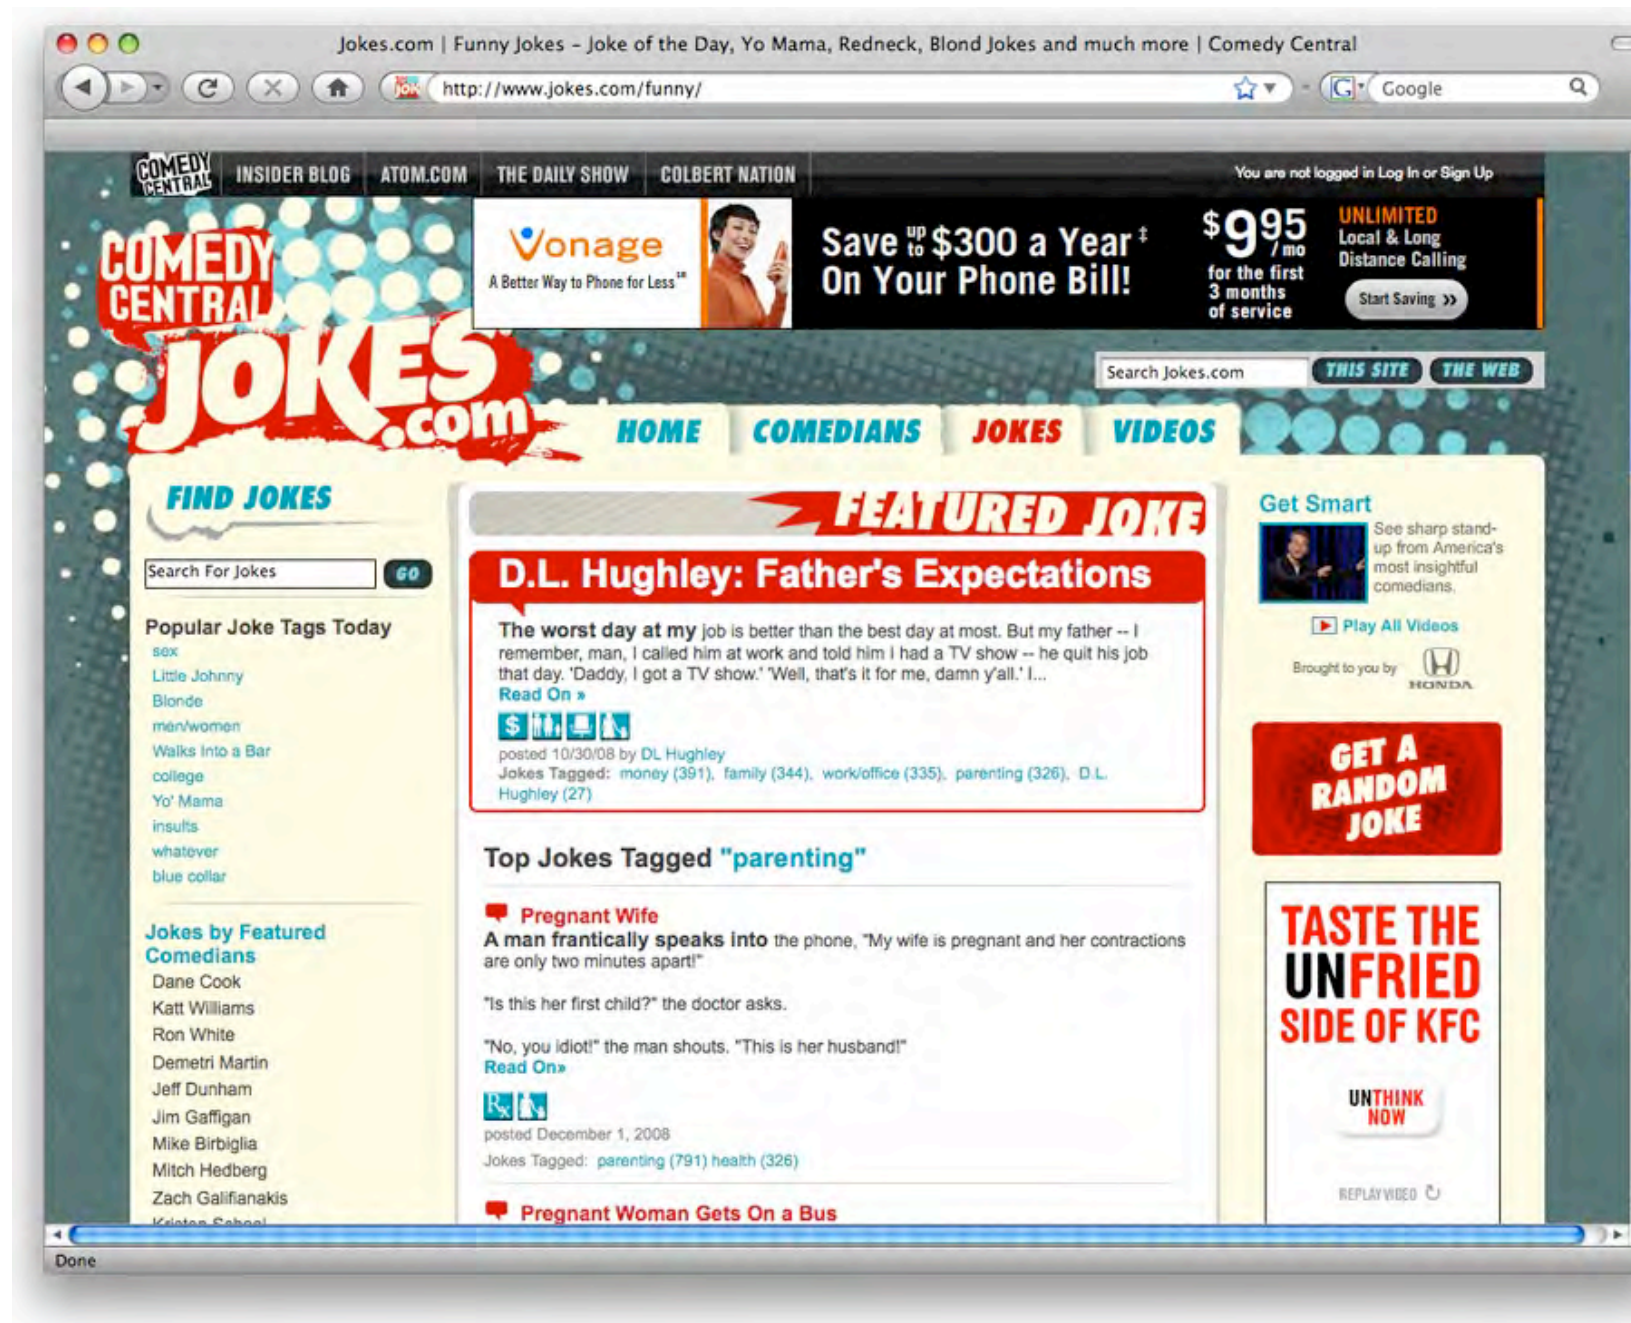 Jokes.com | Funny Jokes – Joke of the Day, Yo Mama, Redneck, Blond Jokes and much more | Comedy Central
http://www.jokes.com/funny/
Google
COMEDY CENTRAL
INSIDER BLOG
ATOM.COM
THE DAILY SHOW
COLBERT NATION
You are not logged in Log In or Sign Up
COMEDY
CENTRAL
JOKES
.com
Vonage
A Better Way to Phone for Less℠
Save up to $300 a Year‡
On Your Phone Bill!
$9.95/mo
for the first
3 months
of service
UNLIMITED
Local & Long
Distance Calling
Start Saving »
Search Jokes.com
THIS SITE
THE WEB
HOME
COMEDIANS
JOKES
VIDEOS
FIND JOKES
Search For Jokes
GO
Popular Joke Tags Today
sex
Little Johnny
Blonde
men/women
Walks Into a Bar
college
Yo' Mama
insults
whatever
blue collar
Jokes by Featured
Comedians
Dane Cook
Katt Williams
Ron White
Demetri Martin
Jeff Dunham
Jim Gaffigan
Mike Birbiglia
Mitch Hedberg
Zach Galifianakis
FEATURED JOKE
D.L. Hughley: Father's Expectations
The worst day at my job is better than the best day at most. But my father -- I
remember, man, I called him at work and told him I had a TV show -- he quit his job
that day. 'Daddy, I got a TV show.' 'Well, that's it for me, damn y'all.' I...
Read On »
$
posted 10/30/08 by DL Hughley
Jokes Tagged: money (391), family (344), work/office (335), parenting (326), D.L.
Hughley (27)
Top Jokes Tagged "parenting"
Pregnant Wife
A man frantically speaks into the phone, "My wife is pregnant and her contractions
are only two minutes apart!"
"Is this her first child?" the doctor asks.
"No, you idiot!" the man shouts. "This is her husband!"
Read On»
Rx
posted December 1, 2008
Jokes Tagged: parenting (791) health (326)
Pregnant Woman Gets On a Bus
Get Smart
See sharp stand-
up from America's
most insightful
comedians.
Play All Videos
Brought to you by
HONDA
GET A
RANDOM
JOKE
TASTE THE
UNFRIED
SIDE OF KFC
UNTHINK
NOW
REPLAY VIDEO
Done